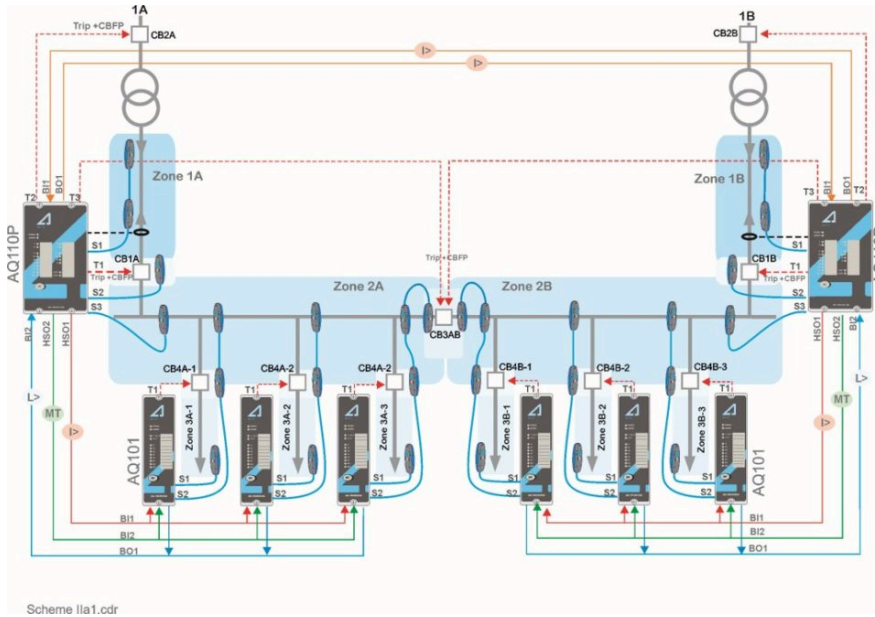 1A
1B
Trip +CBFP
CB2A
CB2B
I>
I>
Zone 1A
Zone 1B
T2
BI1
BO1
T3
T3
BI1
BO1
T2
AQ110P
S1
S1
T1
CB1A
CB1B
T1
Trip +CBFP
Trip +CBFP
S2
Zone 2A
Zone 2B
S2
S3
S3
BI2
HSO2
HSO1
CB3AB
HSO1
HSO2
BI2
CB4A-1
CB4A-2
CB4A-2
CB4B-1
CB4B-2
CB4B-3
T1
T1
T1
T1
T1
T1
L>
MT
I>
Zone 3A-1
Zone 3A-2
Zone 3A-3
Zone 3B-1
Zone 3B-2
Zone 3B-3
I>
MT
L>
AQ101
S1
S1
S1
S1
S1
S1
AQ101
S2
S2
S2
S2
S2
S2
BI1
BI1
BI2
BI2
BO1
BO1
Scheme IIa1.cdr